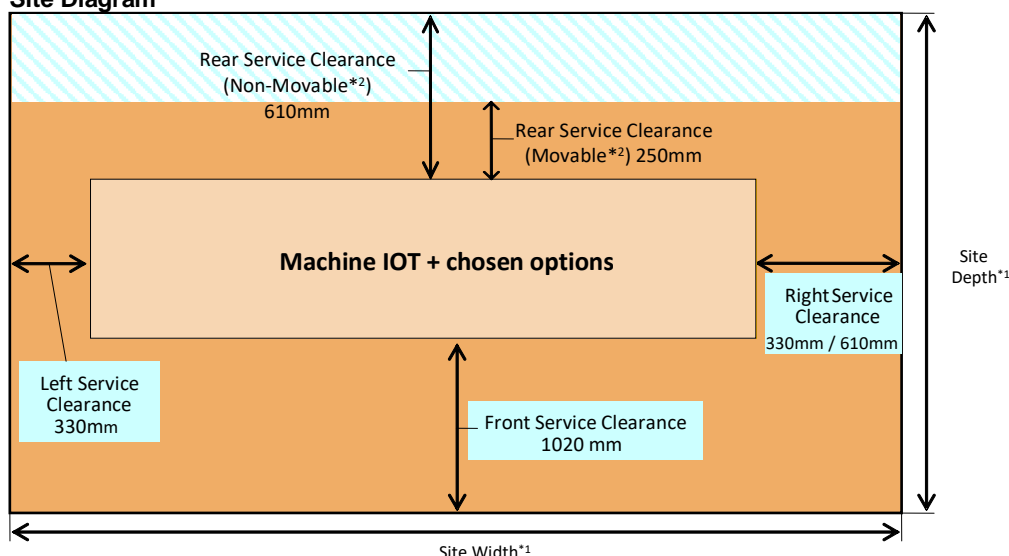 Site Diagram
Rear Service Clearance
(Non-Movable*2)
610mm
Rear Service Clearance
(Movable*2) 250mm
Machine IOT + chosen options
Site
Depth*1
Right Service
Clearance
330mm / 610mm
Left Service
Clearance
330mm
Front Service Clearance
1020 mm
Site Width*1